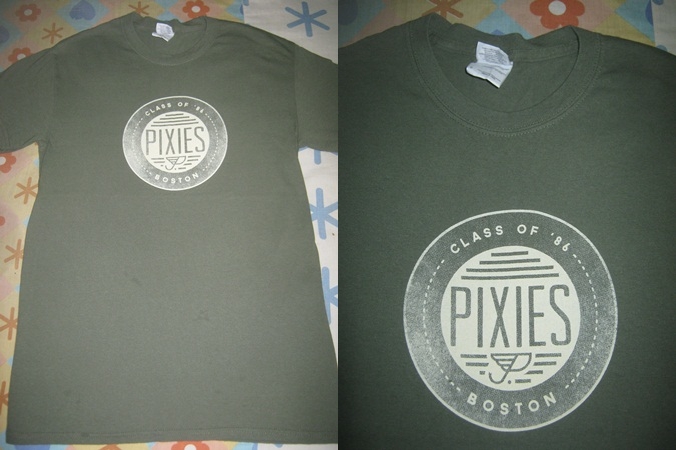 CLASS OF '86
PIXIES
BOSTON
CLASS OF '86
PIXIES
BOSTON